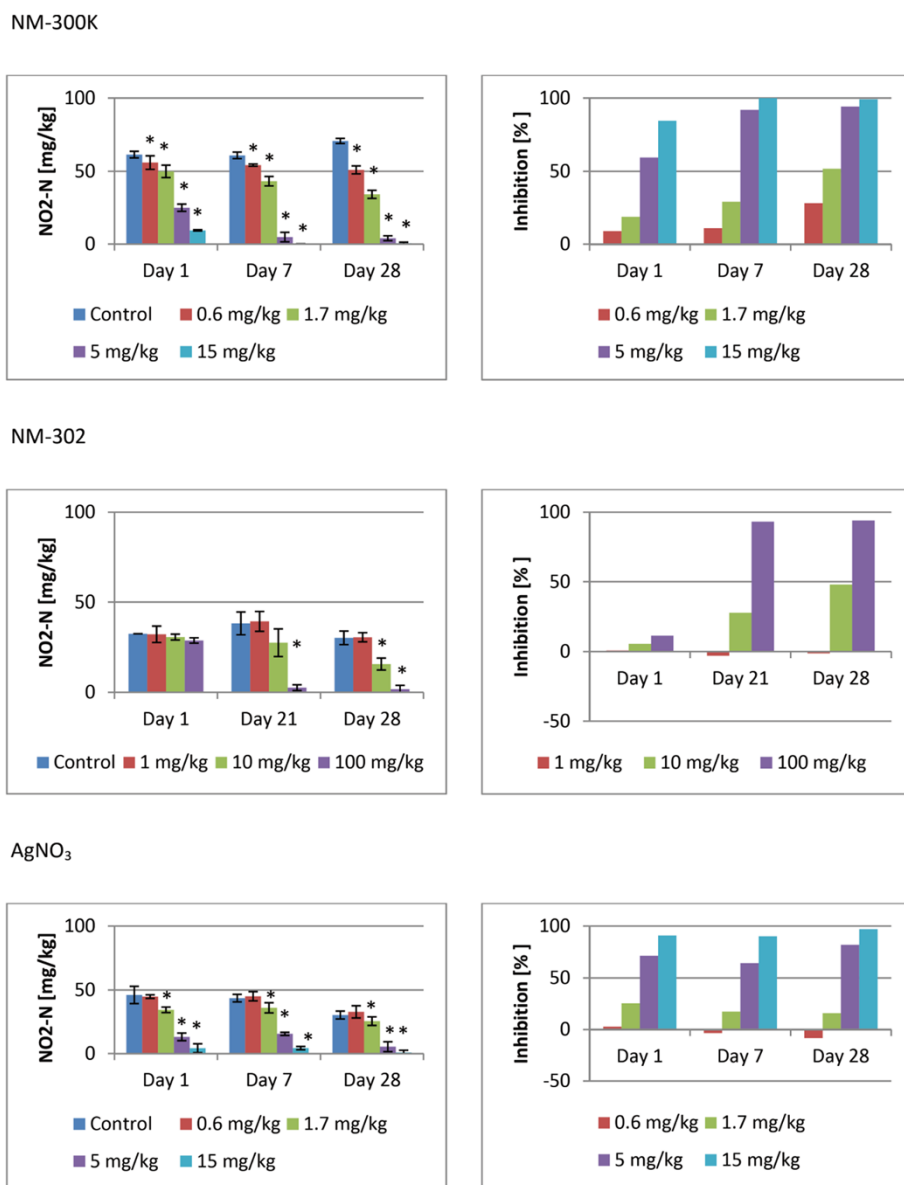 NM-300K
NO2-N [mg/kg]
100
50
0
* * * *
* * * *
* * * *
Day 1 Day 7 Day 28
Control 0.6 mg/kg 1.7 mg/kg
5 mg/kg 15 mg/kg
Inhibition [%]
100
80
60
40
20
0
Day 1 Day 7 Day 28
0.6 mg/kg 1.7 mg/kg
5 mg/kg 15 mg/kg
NM-302
NO2-N [mg/kg]
100
50
0
*
* *
Day 1 Day 21 Day 28
Control 1 mg/kg 10 mg/kg 100 mg/kg
Inhibition [% ]
100
50
0
-50
Day 1 Day 21 Day 28
1 mg/kg 10 mg/kg 100 mg/kg
AgNO₃
NO2-N [mg/kg]
100
50
0
* * *
* * *
* * *
Day 1 Day 7 Day 28
Control 0.6 mg/kg 1.7 mg/kg
5 mg/kg 15 mg/kg
Inhibition [% ]
100
50
0
-50
Day 1 Day 7 Day 28
0.6 mg/kg 1.7 mg/kg
5 mg/kg 15 mg/kg